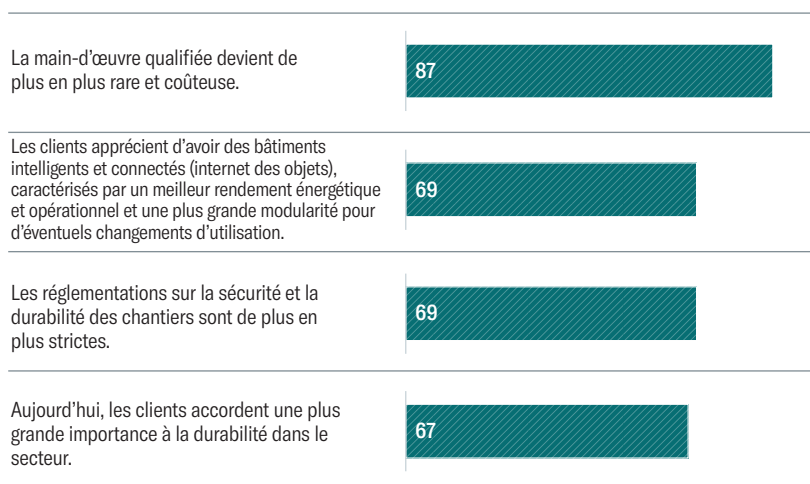 La main-d’œuvre qualifiée devient de
plus en plus rare et coûteuse.
87
Les clients apprécient d’avoir des bâtiments
intelligents et connectés (internet des objets),
caractérisés par un meilleur rendement énergétique
et opérationnel et une plus grande modularité pour
d’éventuels changements d’utilisation.
69
Les réglementations sur la sécurité et la
durabilité des chantiers sont de plus en
plus strictes.
69
Aujourd’hui, les clients accordent une plus
grande importance à la durabilité dans le
secteur.
67